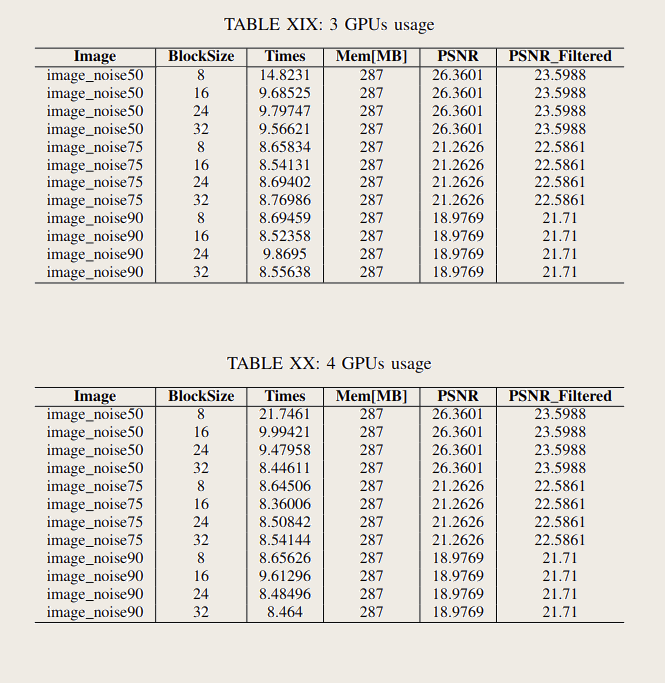 TABLE XIX: 3 GPUs usage
Image BlockSize Times Mem[MB] PSNR PSNR_Filtered
image_noise50 8 14.8231 287 26.3601 23.5988
image_noise50 16 9.68525 287 26.3601 23.5988
image_noise50 24 9.79747 287 26.3601 23.5988
image_noise50 32 9.56621 287 26.3601 23.5988
image_noise75 8 8.65834 287 21.2626 22.5861
image_noise75 16 8.54131 287 21.2626 22.5861
image_noise75 24 8.69402 287 21.2626 22.5861
image_noise75 32 8.76986 287 21.2626 22.5861
image_noise90 8 8.69459 287 18.9769 21.71
image_noise90 16 8.52358 287 18.9769 21.71
image_noise90 24 9.8695 287 18.9769 21.71
image_noise90 32 8.55638 287 18.9769 21.71
TABLE XX: 4 GPUs usage
Image BlockSize Times Mem[MB] PSNR PSNR_Filtered
image_noise50 8 21.7461 287 26.3601 23.5988
image_noise50 16 9.99421 287 26.3601 23.5988
image_noise50 24 9.47958 287 26.3601 23.5988
image_noise50 32 8.44611 287 26.3601 23.5988
image_noise75 8 8.64506 287 21.2626 22.5861
image_noise75 16 8.36006 287 21.2626 22.5861
image_noise75 24 8.50842 287 21.2626 22.5861
image_noise75 32 8.54144 287 21.2626 22.5861
image_noise90 8 8.65626 287 18.9769 21.71
image_noise90 16 9.61296 287 18.9769 21.71
image_noise90 24 8.48496 287 18.9769 21.71
image_noise90 32 8.464 287 18.9769 21.71